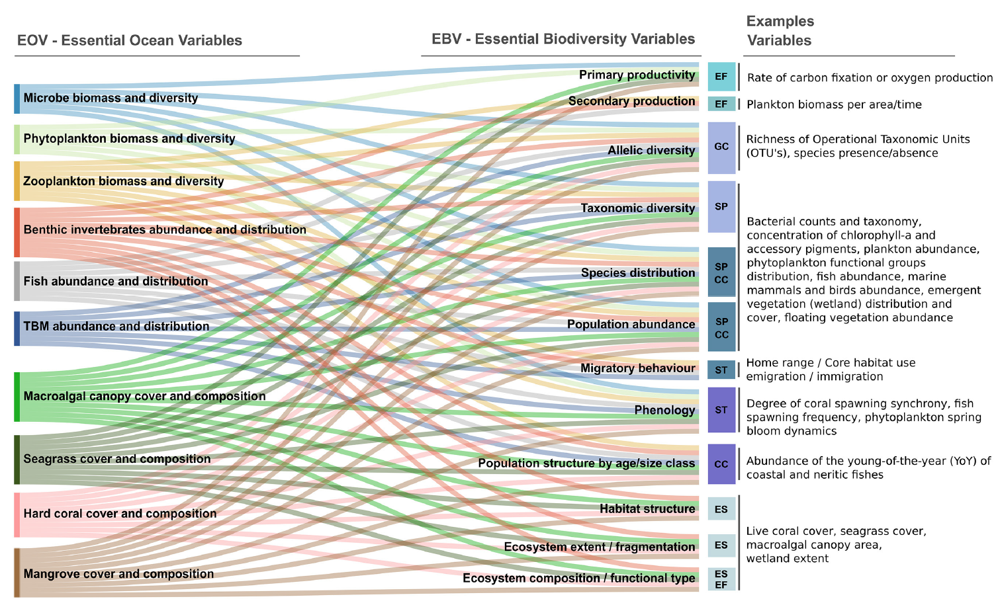 EOV - Essential Ocean Variables
Microbe biomass and diversity
Phytoplankton biomass and diversity
Zooplankton biomass and diversity
Benthic invertebrates abundance and distribution
Fish abundance and distribution
TBM abundance and distribution
Macroalgal canopy cover and composition
Seagrass cover and composition
Hard coral cover and composition
Mangrove cover and composition
EBV - Essential Biodiversity Variables
Primary productivity
Secondary production
Allelic diversity
Taxonomic diversity
Species distribution
Population abundance
Migratory behaviour
Phenology
Population structure by age/size class
Habitat structure
Ecosystem extent / fragmentation
Ecosystem composition / functional type
EF
EF
GC
SP
SP
CC
SP
CC
ST
ST
CC
ES
ES
ES
EF
Examples
Variables
Rate of carbon fixation or oxygen production
Plankton biomass per area/time
Richness of Operational Taxonomic Units
(OTU's), species presence/absence
Bacterial counts and taxonomy,
concentration of chlorophyll-a and
accessory pigments, plankton abundance,
phytoplankton functional groups
distribution, fish abundance, marine
mammals and birds abundance, emergent
vegetation (wetland) distribution and
cover, floating vegetation abundance
Home range / Core habitat use
emigration / immigration
Degree of coral spawning synchrony, fish
spawning frequency, phytoplankton spring
bloom dynamics
Abundance of the young-of-the-year (YoY) of
coastal and neritic fishes
Live coral cover, seagrass cover,
macroalgal canopy area,
wetland extent